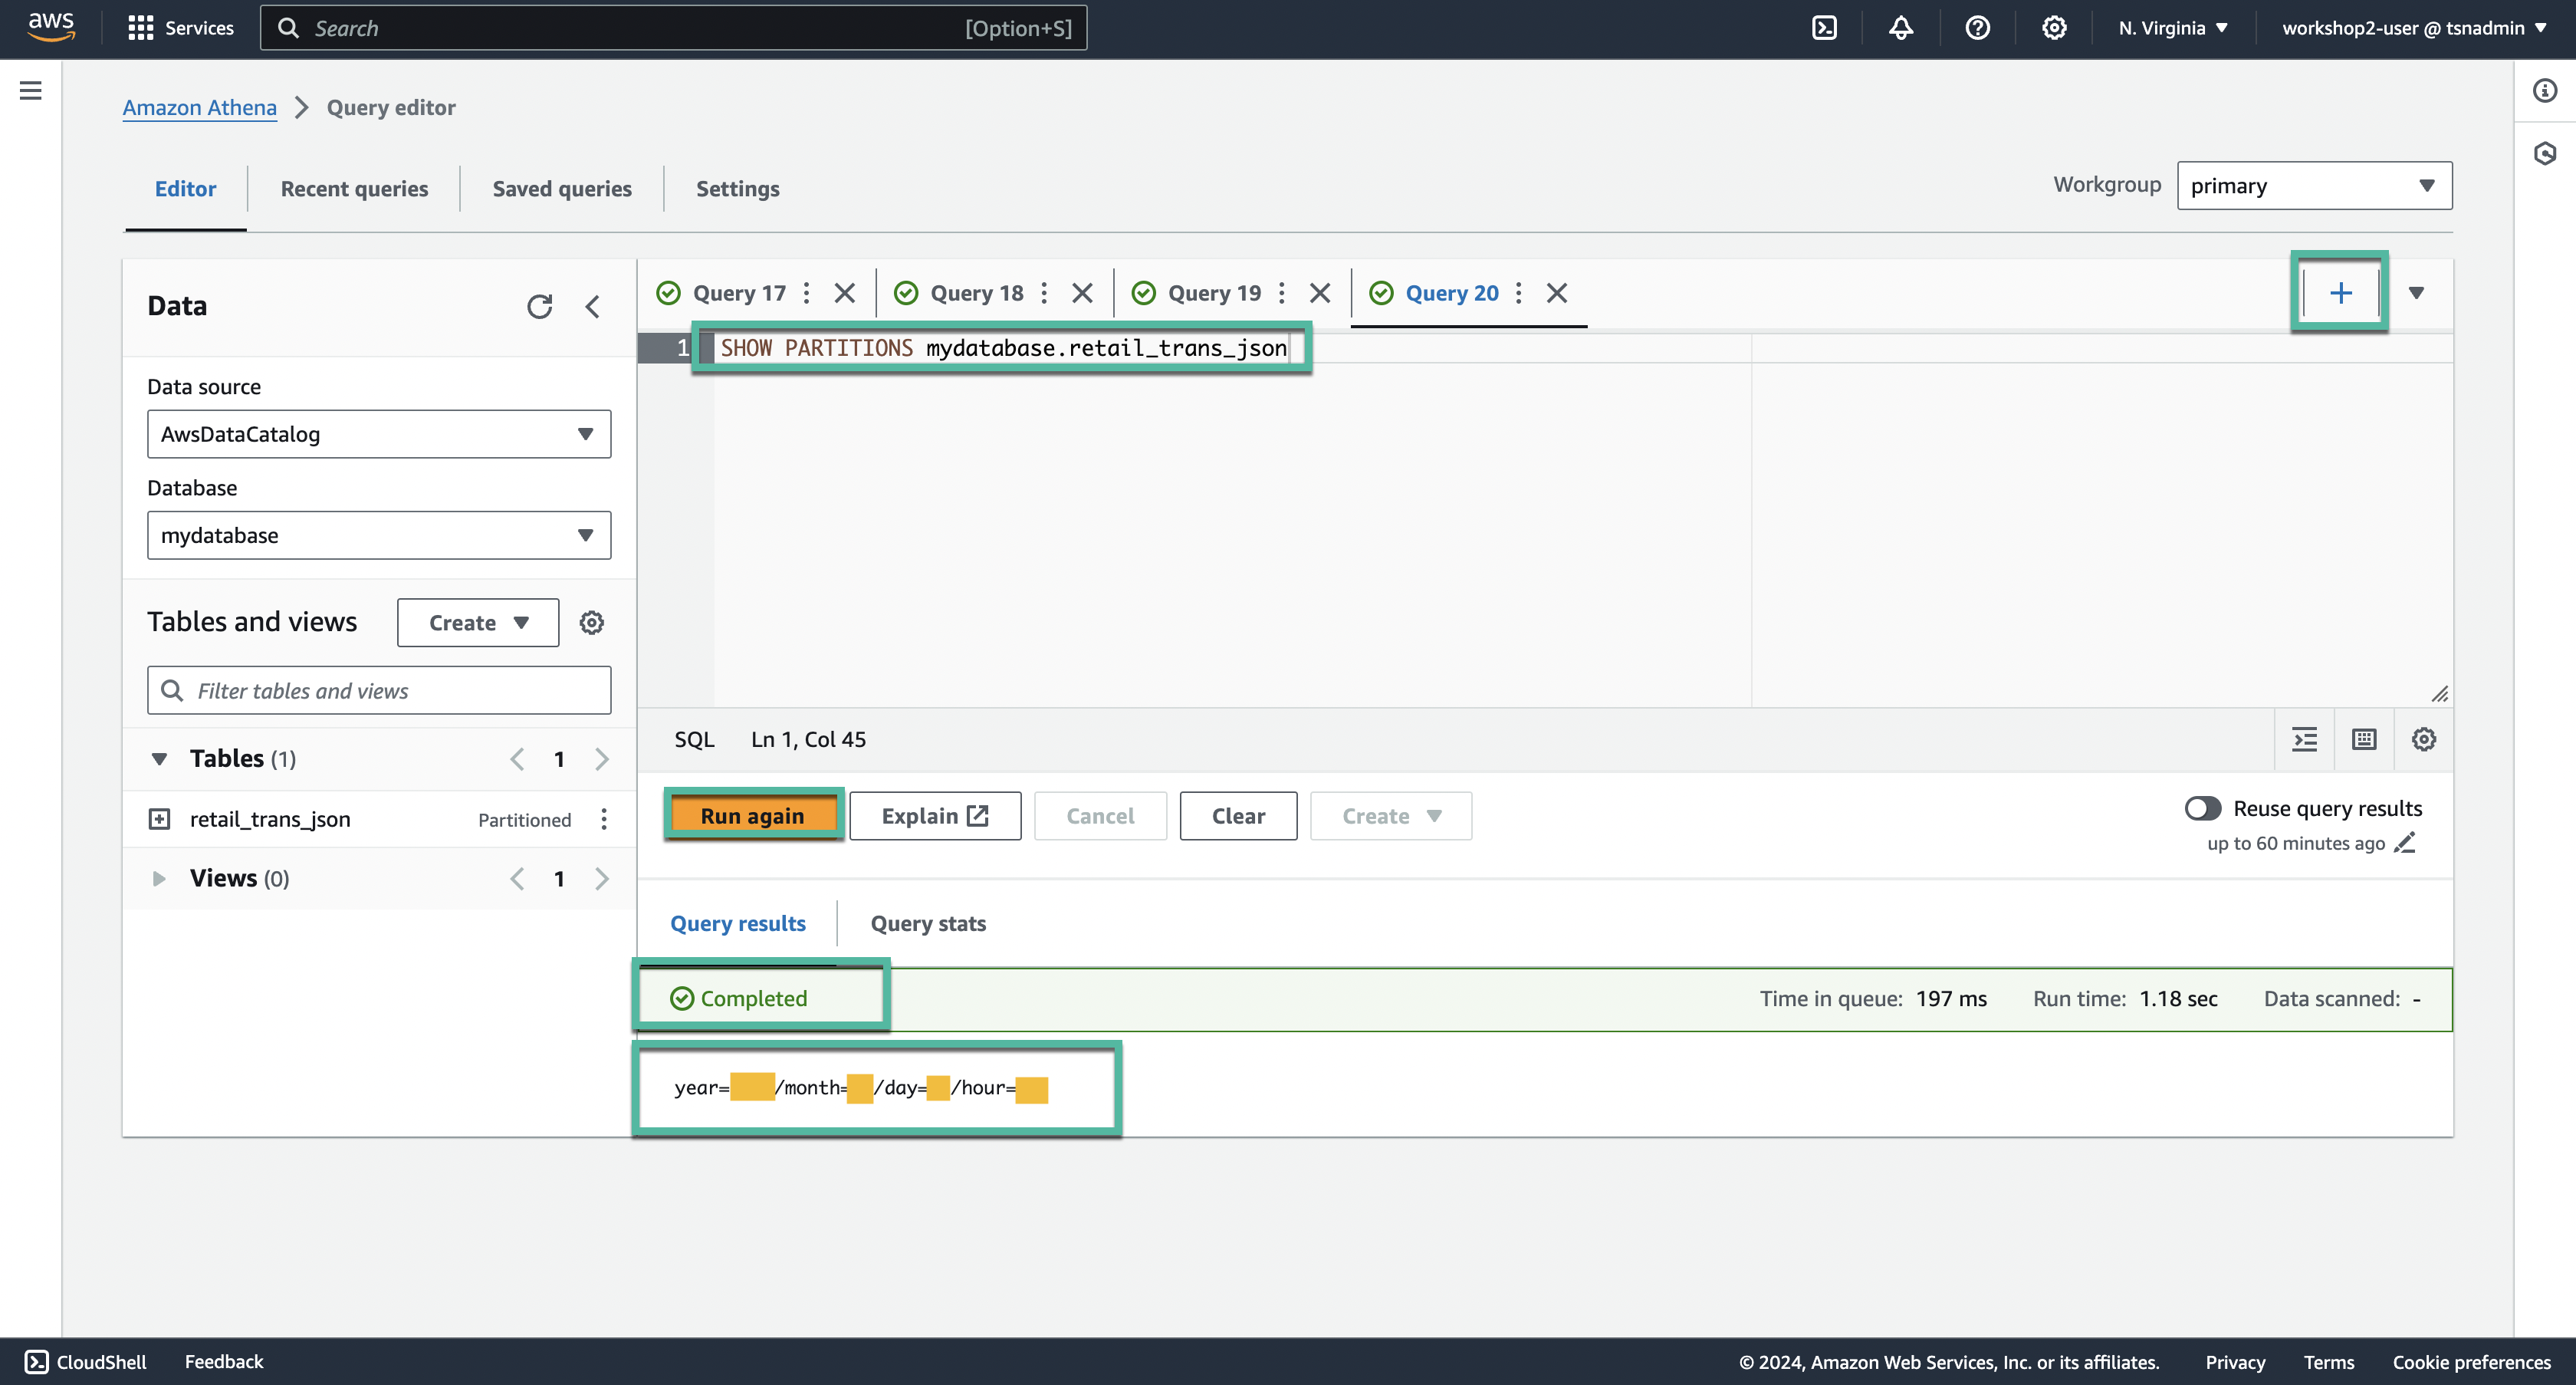 aws
Services
Search
[Option+S]
N. Virginia
workshop2-user @ tsnadmin
Amazon Athena
Query editor
Editor
Recent queries
Saved queries
Settings
Workgroup
primary
Data
Data source
AwsDataCatalog
Database
mydatabase
Tables and views
Create
Filter tables and views
Tables (1)
1
retail_trans_json
Partitioned
Views (0)
1
Query 17
Query 18
Query 19
Query 20
1
SHOW PARTITIONS mydatabase.retail_trans_json
SQL
Ln 1, Col 45
Run again
Explain
Cancel
Clear
Create
Reuse query results
up to 60 minutes ago
Query results
Query stats
Completed
Time in queue: 197 ms
Run time: 1.18 sec
Data scanned: -
year= /month= /day= /hour=
CloudShell
Feedback
© 2024, Amazon Web Services, Inc. or its affiliates.
Privacy
Terms
Cookie preferences